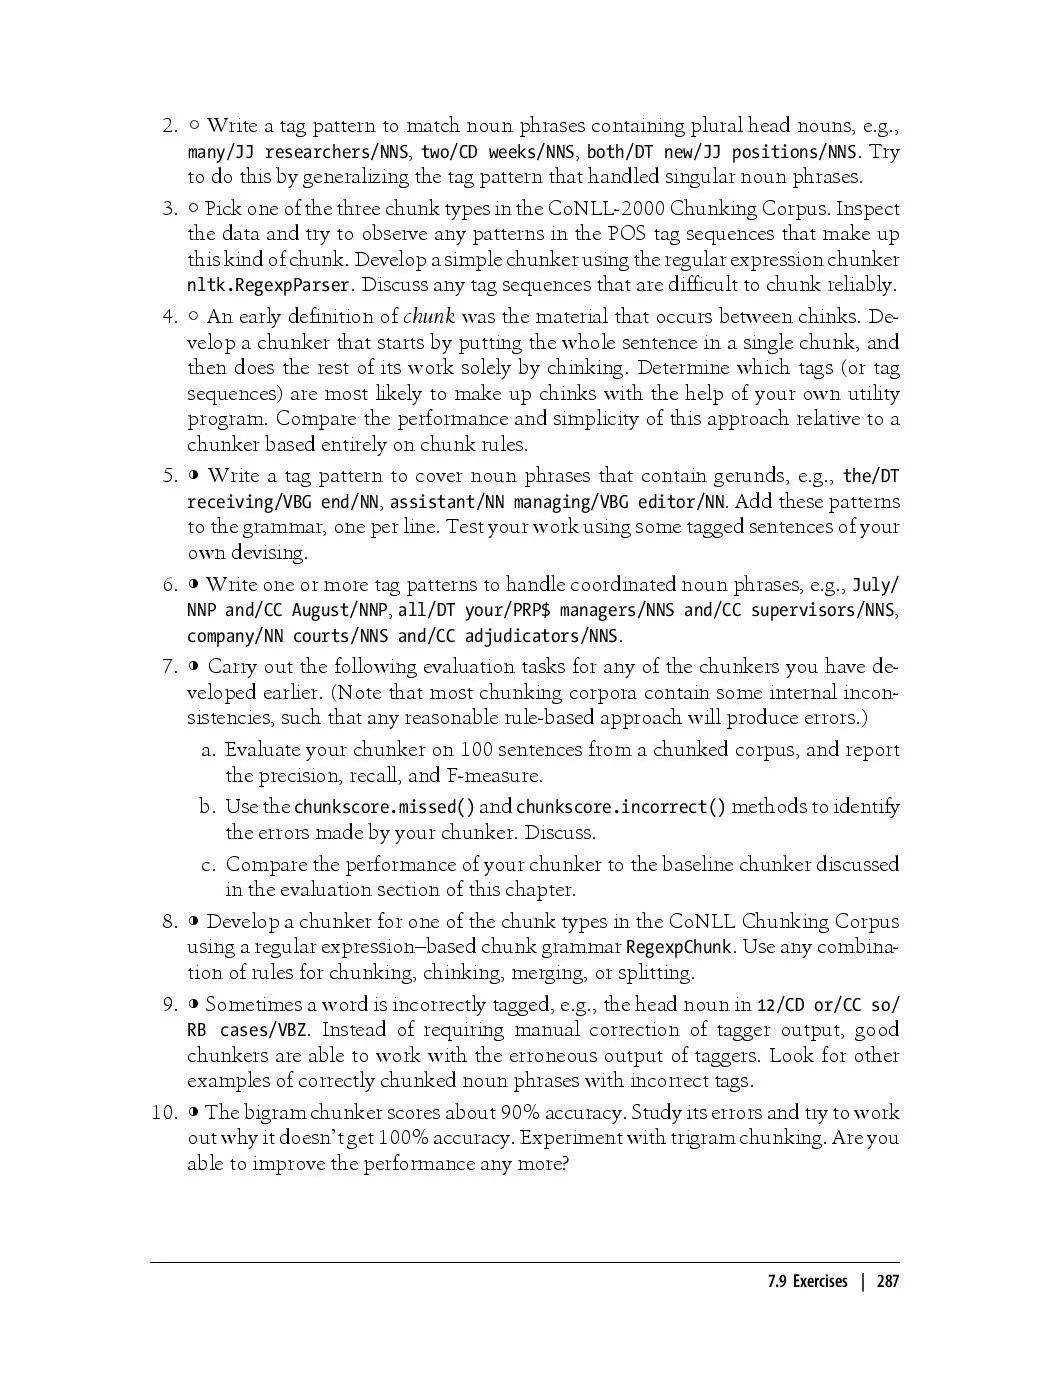 2. ○ Write a tag pattern to match noun phrases containing plural head nouns, e.g.,
many/JJ researchers/NNS, two/CD weeks/NNS, both/DT new/JJ positions/NNS. Try
to do this by generalizing the tag pattern that handled singular noun phrases.
3. ○ Pick one of the three chunk types in the CoNLL-2000 Chunking Corpus. Inspect
the data and try to observe any patterns in the POS tag sequences that make up
this kind of chunk. Develop a simple chunker using the regular expression chunker
nltk.RegexpParser. Discuss any tag sequences that are difficult to chunk reliably.
4. ○ An early definition of chunk was the material that occurs between chinks. De-
velop a chunker that starts by putting the whole sentence in a single chunk, and
then does the rest of its work solely by chinking. Determine which tags (or tag
sequences) are most likely to make up chinks with the help of your own utility
program. Compare the performance and simplicity of this approach relative to a
chunker based entirely on chunk rules.
5. ◑ Write a tag pattern to cover noun phrases that contain gerunds, e.g., the/DT
receiving/VBG end/NN, assistant/NN managing/VBG editor/NN. Add these patterns
to the grammar, one per line. Test your work using some tagged sentences of your
own devising.
6. ◑ Write one or more tag patterns to handle coordinated noun phrases, e.g., July/
NNP and/CC August/NNP, all/DT your/PRP$ managers/NNS and/CC supervisors/NNS,
company/NN courts/NNS and/CC adjudicators/NNS.
7. ◑ Carry out the following evaluation tasks for any of the chunkers you have de-
veloped earlier. (Note that most chunking corpora contain some internal incon-
sistencies, such that any reasonable rule-based approach will produce errors.)
a. Evaluate your chunker on 100 sentences from a chunked corpus, and report
the precision, recall, and F-measure.
b. Use the chunkscore.missed() and chunkscore.incorrect() methods to identify
the errors made by your chunker. Discuss.
c. Compare the performance of your chunker to the baseline chunker discussed
in the evaluation section of this chapter.
8. ◑ Develop a chunker for one of the chunk types in the CoNLL Chunking Corpus
using a regular expression–based chunk grammar RegexpChunk. Use any combina-
tion of rules for chunking, chinking, merging, or splitting.
9. ◑ Sometimes a word is incorrectly tagged, e.g., the head noun in 12/CD or/CC so/
RB cases/VBZ. Instead of requiring manual correction of tagger output, good
chunkers are able to work with the erroneous output of taggers. Look for other
examples of correctly chunked noun phrases with incorrect tags.
10. ◑ The bigram chunker scores about 90% accuracy. Study its errors and try to work
out why it doesn't get 100% accuracy. Experiment with trigram chunking. Are you
able to improve the performance any more?
7.9 Exercises | 287